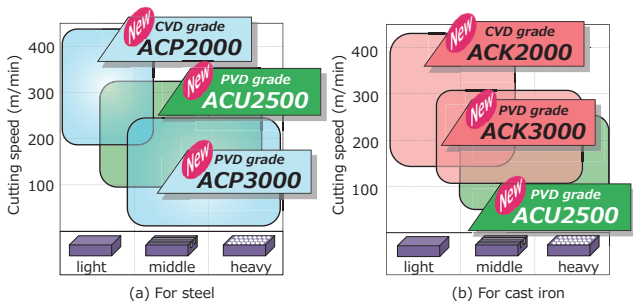 Cutting speed (m/min)
400
300
200
100
New
CVD grade
ACP2000
New
PVD grade
ACU2500
New
PVD grade
ACP3000
light
middle
heavy
(a) For steel
Cutting speed (m/min)
400
300
200
100
New
CVD grade
ACK2000
New
PVD grade
ACK3000
New
PVD grade
ACU2500
light
middle
heavy
(b) For cast iron